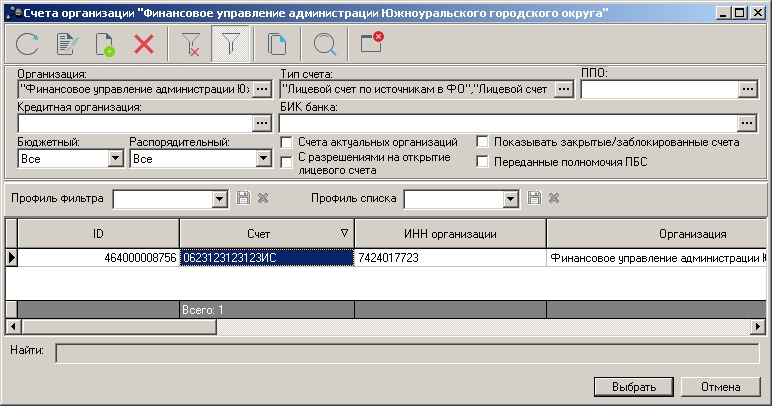 Счета организации "Финансовое управление администрации Южноуральского городского округа"
Организация: Тип счета: ППО:
"Финансовое управление администрации Юж ... "Лицевой счет по источникам в ФО","Лицевой счет ... ...
Кредитная организация: БИК банка:
... ...
Бюджетный: Распорядительный: Счета актуальных организаций Показывать закрытые/заблокированные счета
Все Все С разрешениями на открытие лицевого счета Переданные полномочия ПБС
Профиль фильтра Профиль списка
ID Счет ИНН организации Организация
464000008756 0623123123123ИС 7424017723 Финансовое управление администрации Ю
Всего: 1
Найти:
Выбрать Отмена